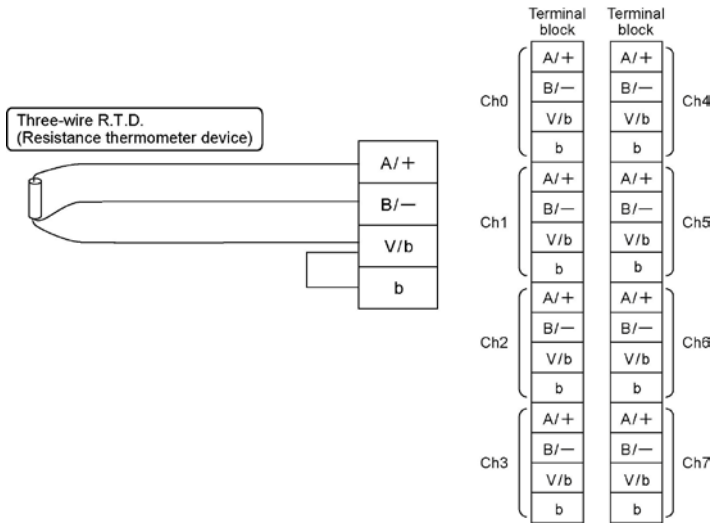 Three-wire R.T.D.
(Resistance thermometer device)
A/+
B/−
V/b
b
Terminal
block
Terminal
block
Ch0
A/+
B/−
V/b
b
A/+
B/−
V/b
b
Ch4
Ch1
A/+
B/−
V/b
b
A/+
B/−
V/b
b
Ch5
Ch2
A/+
B/−
V/b
b
A/+
B/−
V/b
b
Ch6
Ch3
A/+
B/−
V/b
b
A/+
B/−
V/b
b
Ch7